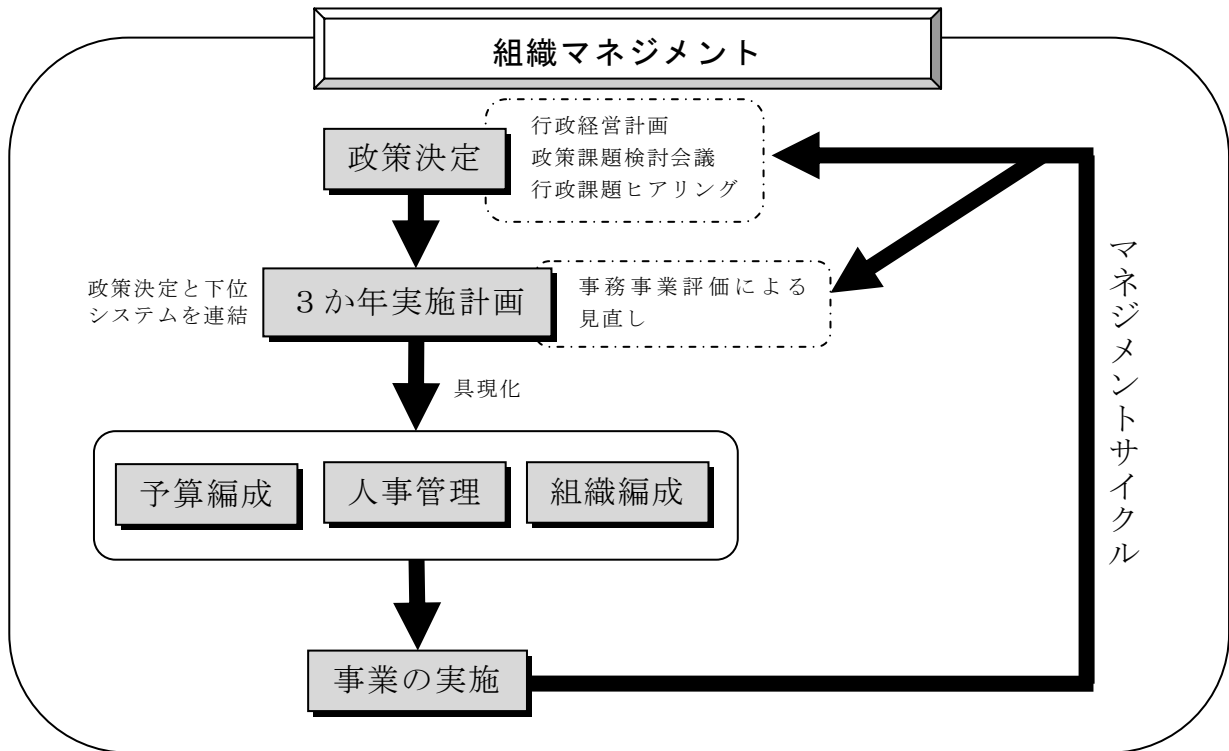 組織マネジメント
政策決定
行政経営計画
政策課題検討会議
行政課題ヒアリング
政策決定と下位
システムを連結
３か年実施計画
事務事業評価による
見直し
具現化
予算編成
人事管理
組織編成
事業の実施
マネジメントサイクル